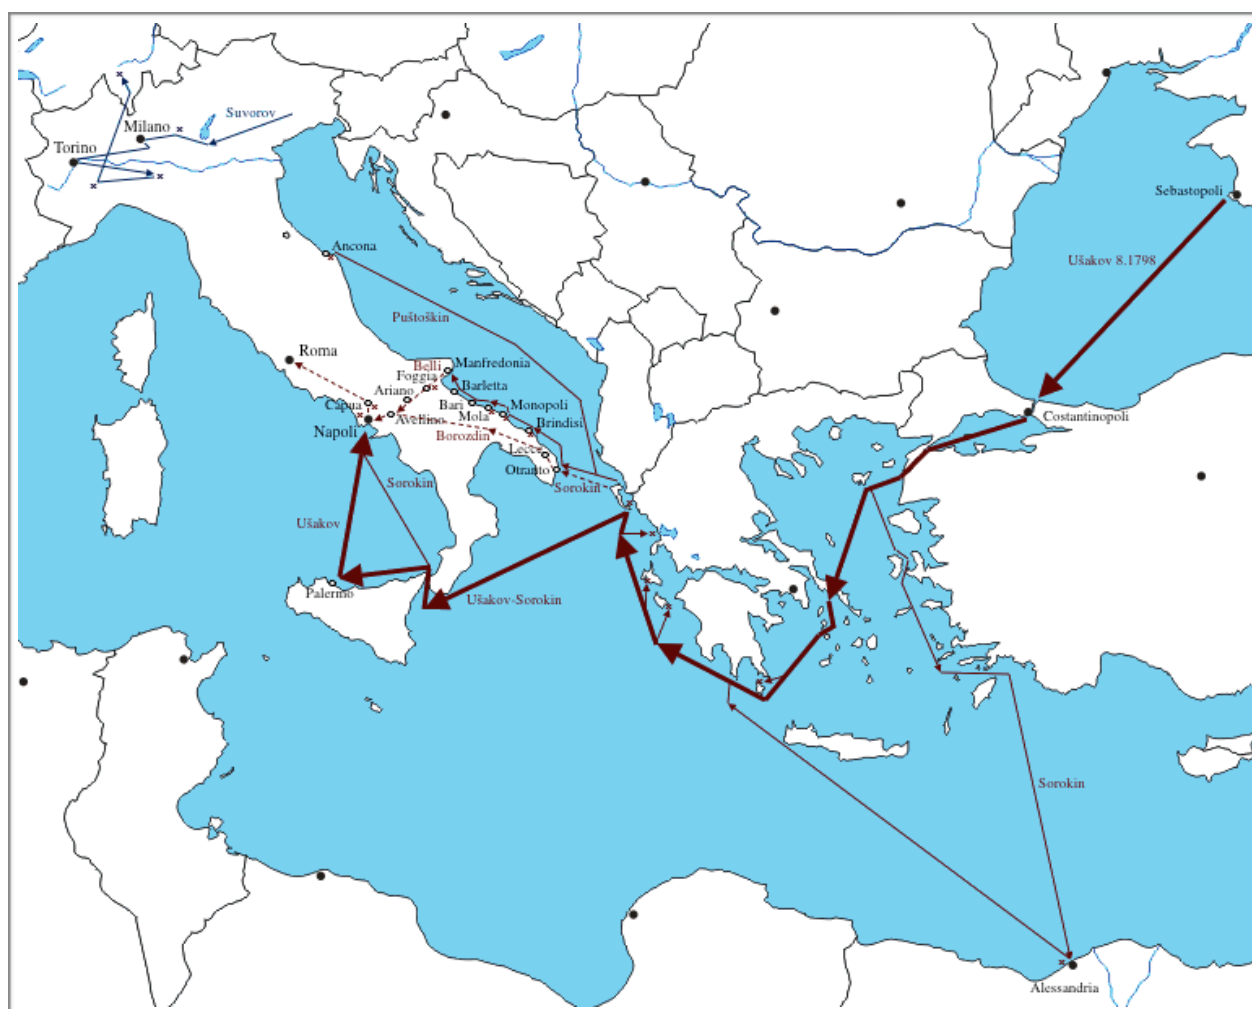 Suvorov
Milano
Torino
Sebastopoli
Ušakov 8.1798
Ancona
Puštoškin
Roma
Belli
Manfredonia
Foggia
Ariano
Barletta
Capua
Bari
Monopoli
Mola
Avellino
Brindisi
Napoli
Borozdin
Costantinopoli
Lecce
Otranto
Sorokin
Sorokin
Ušakov
Palermo
Ušakov-Sorokin
Sorokin
Alessandria